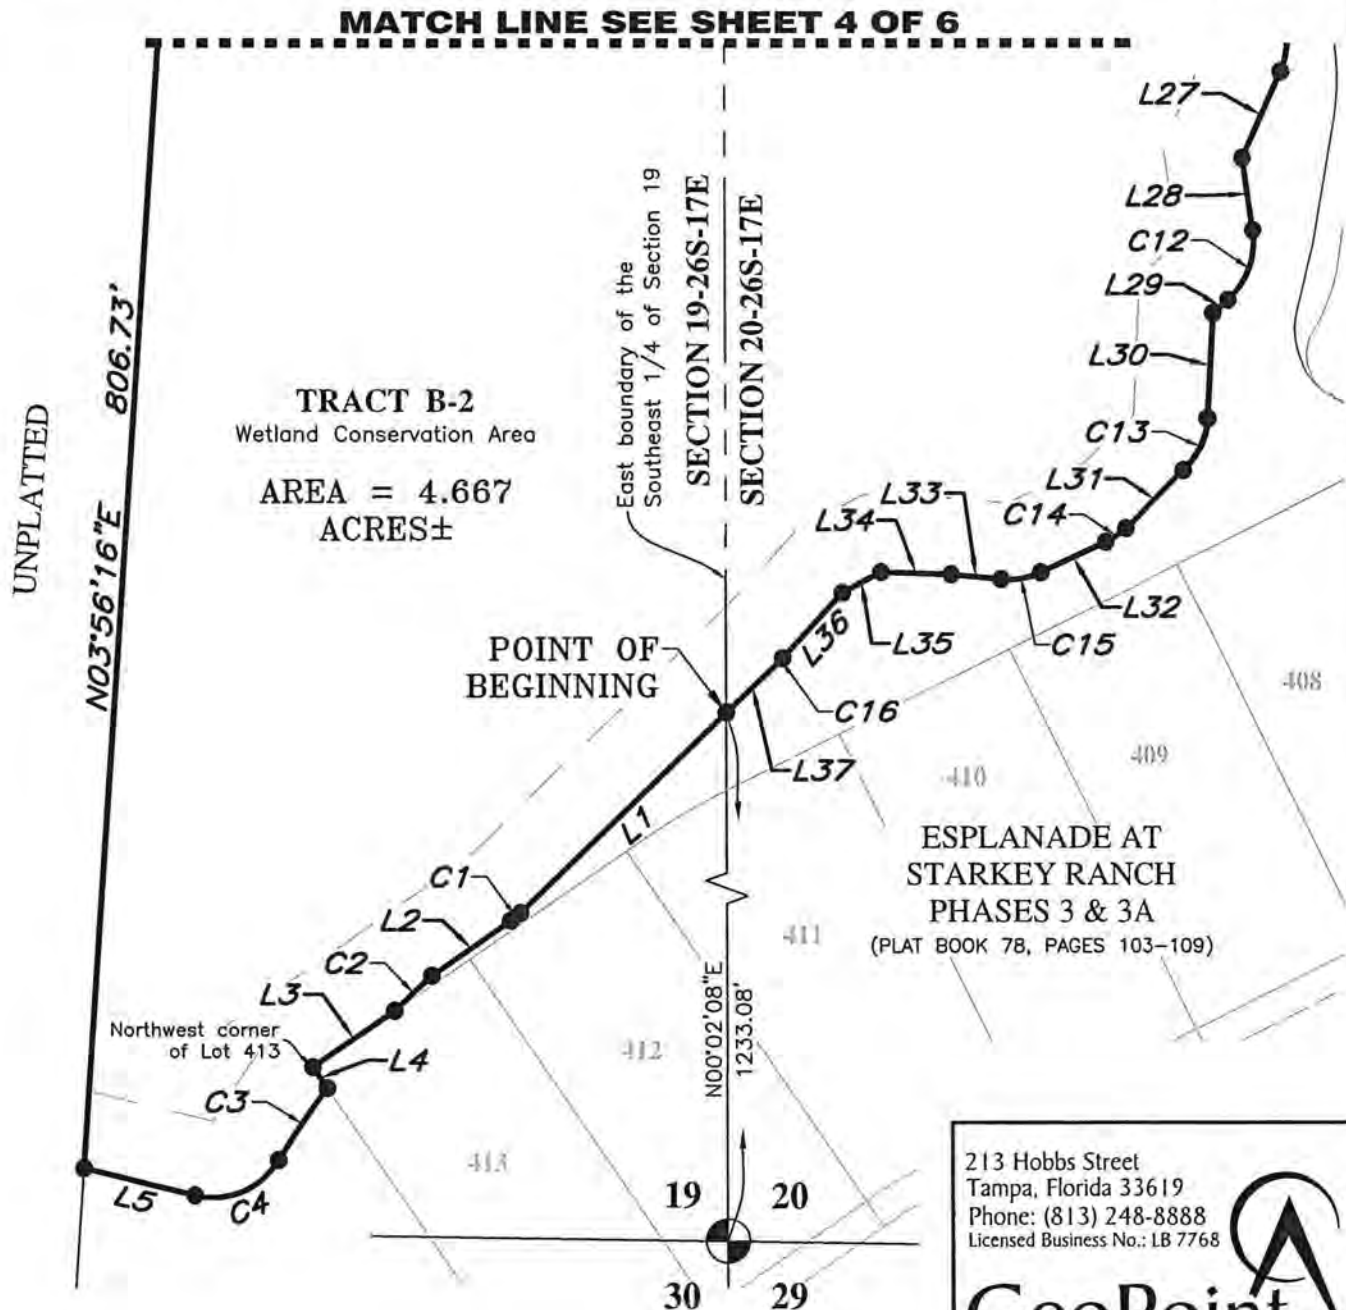 MATCH LINE SEE SHEET 4 OF 6
L27
L28
C12
L29
L30
C13
L31
C14
L33
L34
L32
C15
L35
L36
C16
L37
East boundary of the
Southeast 1/4 of Section 19
SECTION 19-26S-17E
SECTION 20-26S-17E
UNPLATTED
N03°56'16"E 806.73'
TRACT B-2
Wetland Conservation Area
AREA = 4.667
ACRES±
POINT OF
BEGINNING
408
409
410
411
412
413
L1
C1
L2
C2
L3
Northwest corner
of Lot 413
L4
C3
L5
C4
ESPLANADE AT
STARKEY RANCH
PHASES 3 & 3A
(PLAT BOOK 78, PAGES 103-109)
N00°02'08"E
1233.08'
19 20
30 29
213 Hobbs Street
Tampa, Florida 33619
Phone: (813) 248-8888
Licensed Business No.: LB 7768
GeoPoint